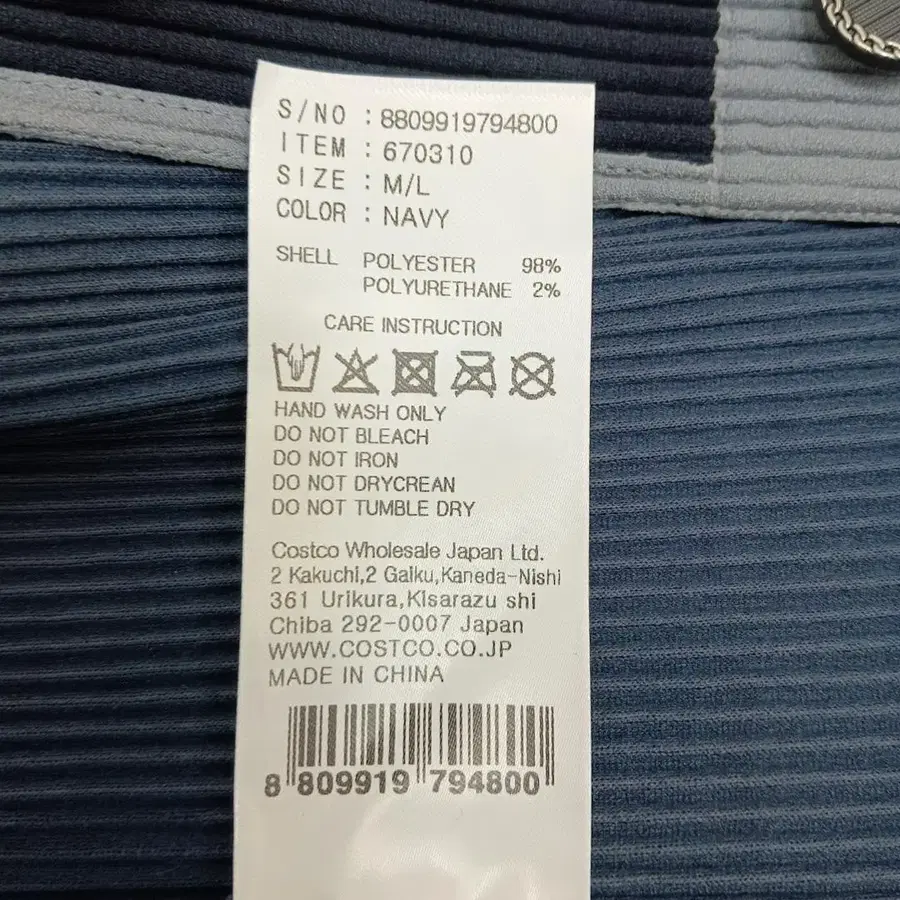 S/NO : 8809919794800
ITEM : 670310
SIZE : M/L
COLOR : NAVY
SHELL POLYESTER 98%
POLYURETHANE 2%
CARE INSTRUCTION
HAND WASH ONLY
DO NOT BLEACH
DO NOT IRON
DO NOT DRYCREAN
DO NOT TUMBLE DRY
Costco Wholesale Japan Ltd.
2 Kakuchi,2 Gaiku,Kaneda-Nishi
361 Urikura,KIsarazu shi
Chiba 292-0007 Japan
WWW.COSTCO.CO.JP
MADE IN CHINA
8 809919 794800